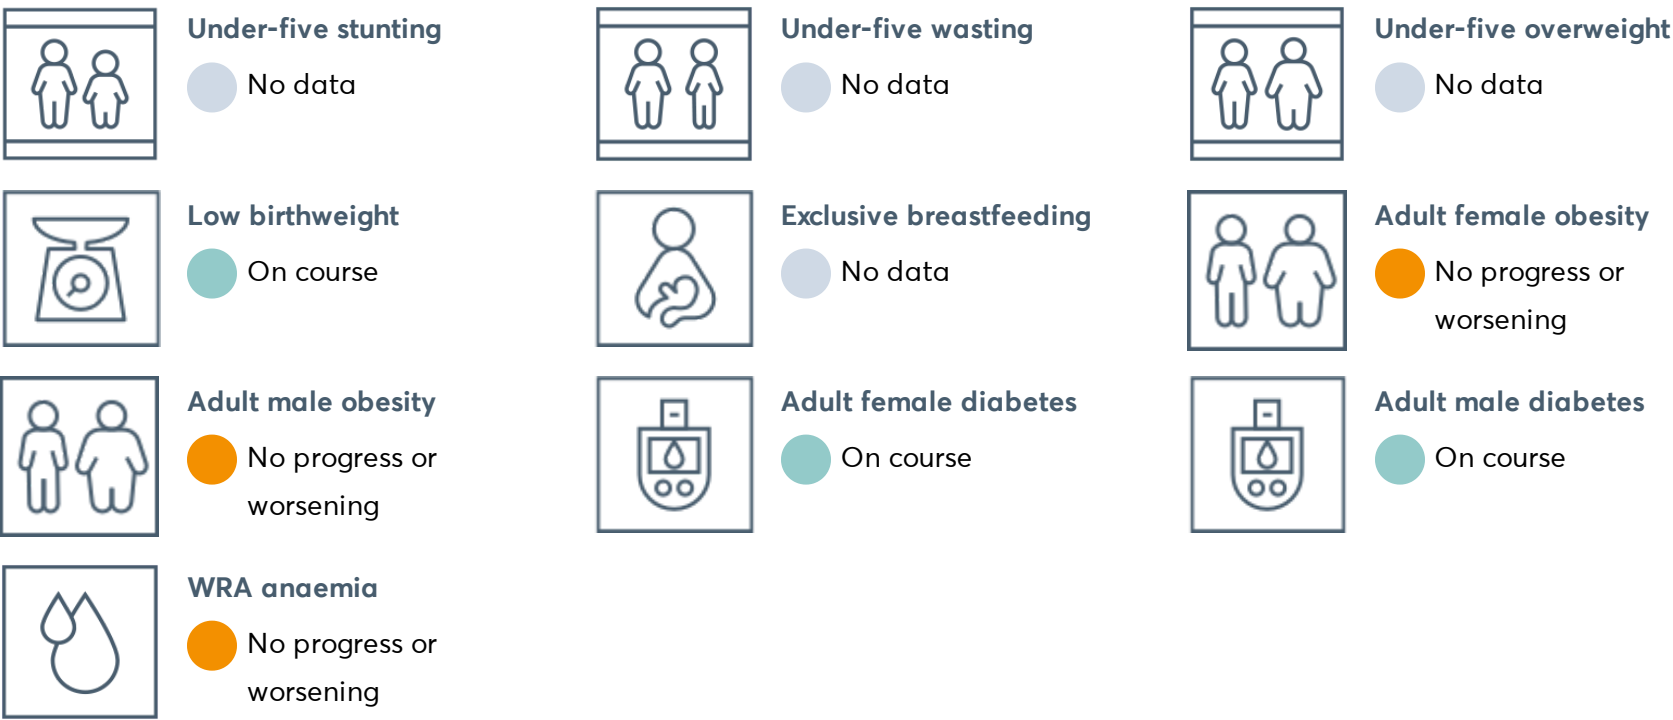 Under-five stunting
No data
Under-five wasting
No data
Under-five overweight
No data
Low birthweight
On course
Exclusive breastfeeding
No data
Adult female obesity
No progress or
worsening
Adult male obesity
No progress or
worsening
Adult female diabetes
On course
Adult male diabetes
On course
WRA anaemia
No progress or
worsening